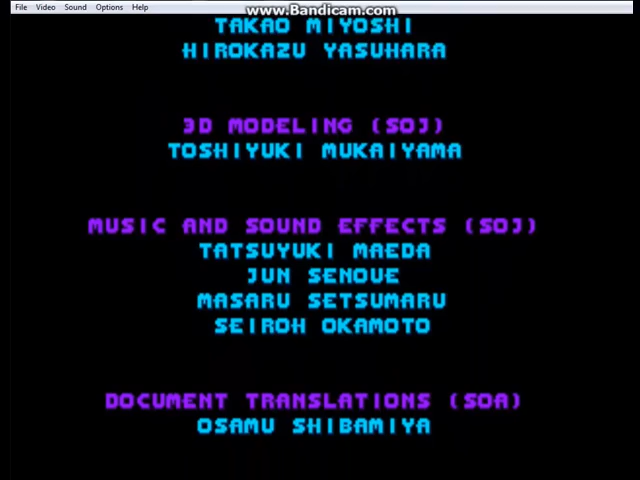 File Video Sound Options Help
www.Bandicam.com
TAKAO MIYOSHI
HIROKAZU YASUHARA
3D MODELING (SOJ)
TOSHIYUKI MUKAIYAMA
MUSIC AND SOUND EFFECTS (SOJ)
TATSUYUKI MAEDA
JUN SENOUE
MASARU SETSUMARU
SEIROH OKAMOTO
DOCUMENT TRANSLATIONS (SOA)
OSAMU SHIBAMIYA